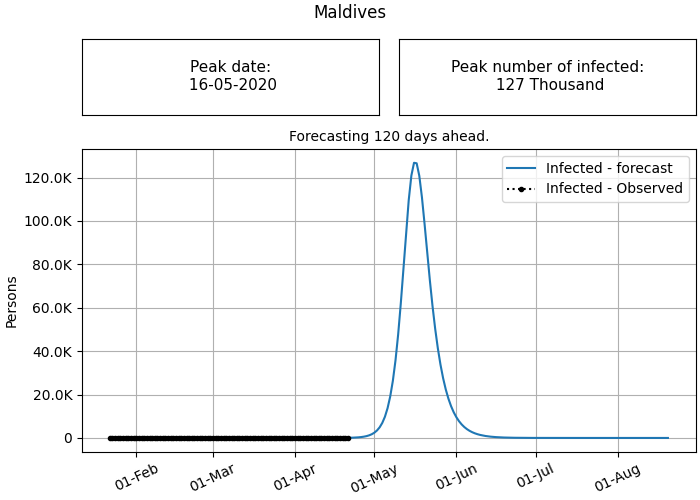 Maldives
Peak date:
16-05-2020
Peak number of infected:
127 Thousand
Forecasting 120 days ahead.
Infected - forecast
Infected - Observed
Persons
120.0K
100.0K
80.0K
60.0K
40.0K
20.0K
0
01-Feb
01-Mar
01-Apr
01-May
01-Jun
01-Jul
01-Aug